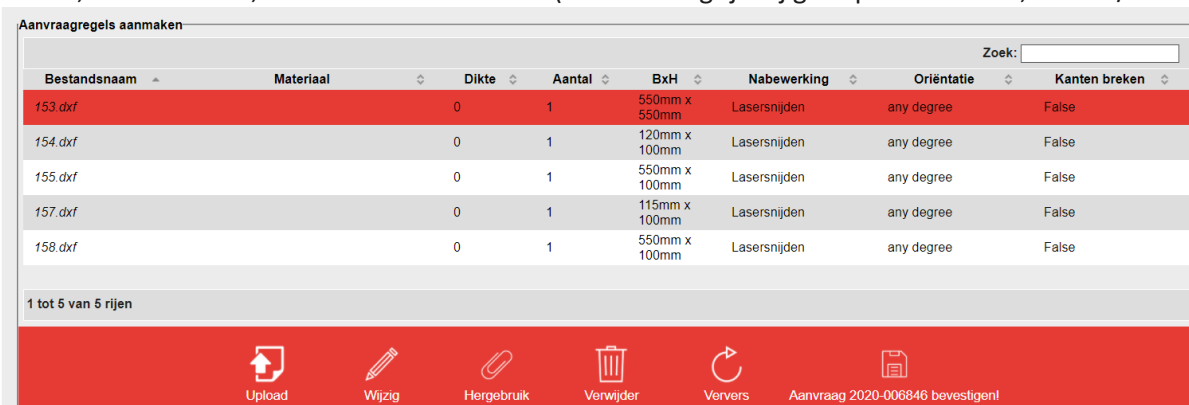 Aanvraagregels aanmaken
Zoek:
Bestandsnaam Materiaal Dikte Aantal BxH Nabewerking Oriëntatie Kanten breken
153.dxf 0 1 550mm x 550mm Lasersnijden any degree False
154.dxf 0 1 120mm x 100mm Lasersnijden any degree False
155.dxf 0 1 550mm x 100mm Lasersnijden any degree False
157.dxf 0 1 115mm x 100mm Lasersnijden any degree False
158.dxf 0 1 550mm x 100mm Lasersnijden any degree False
1 tot 5 van 5 rijen
Upload Wijzig Hergebruik Verwijder Ververs Aanvraag 2020-006846 bevestigen!